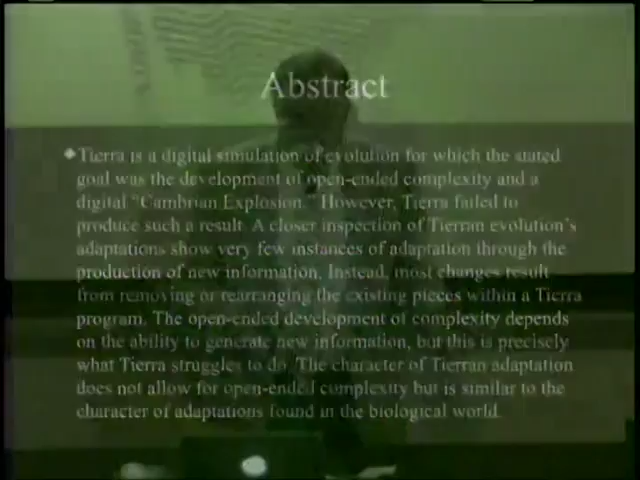 Abstract
Tierra is a digital simulation of evolution for which the stated
goal was the development of open-ended complexity and a
digital "Cambrian Explosion." However, Tierra failed to
produce such a result. A closer inspection of Tierran evolution's
adaptations show very few instances of adaptation through the
production of new information. Instead, most changes result
from removing or rearranging the existing pieces within a Tierra
program. The open-ended development of complexity depends
on the ability to generate new information, but this is precisely
what Tierra struggles to do. The character of Tierran adaptation
does not allow for open-ended complexity but is similar to the
character of adaptations found in the biological world.